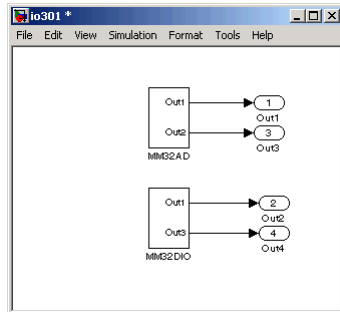 io301 *
File Edit View Simulation Format Tools Help
Out1
1
Out1
Out2
3
Out3
MM32AD
Out1
2
Out2
Out3
4
Out4
MM32DIO